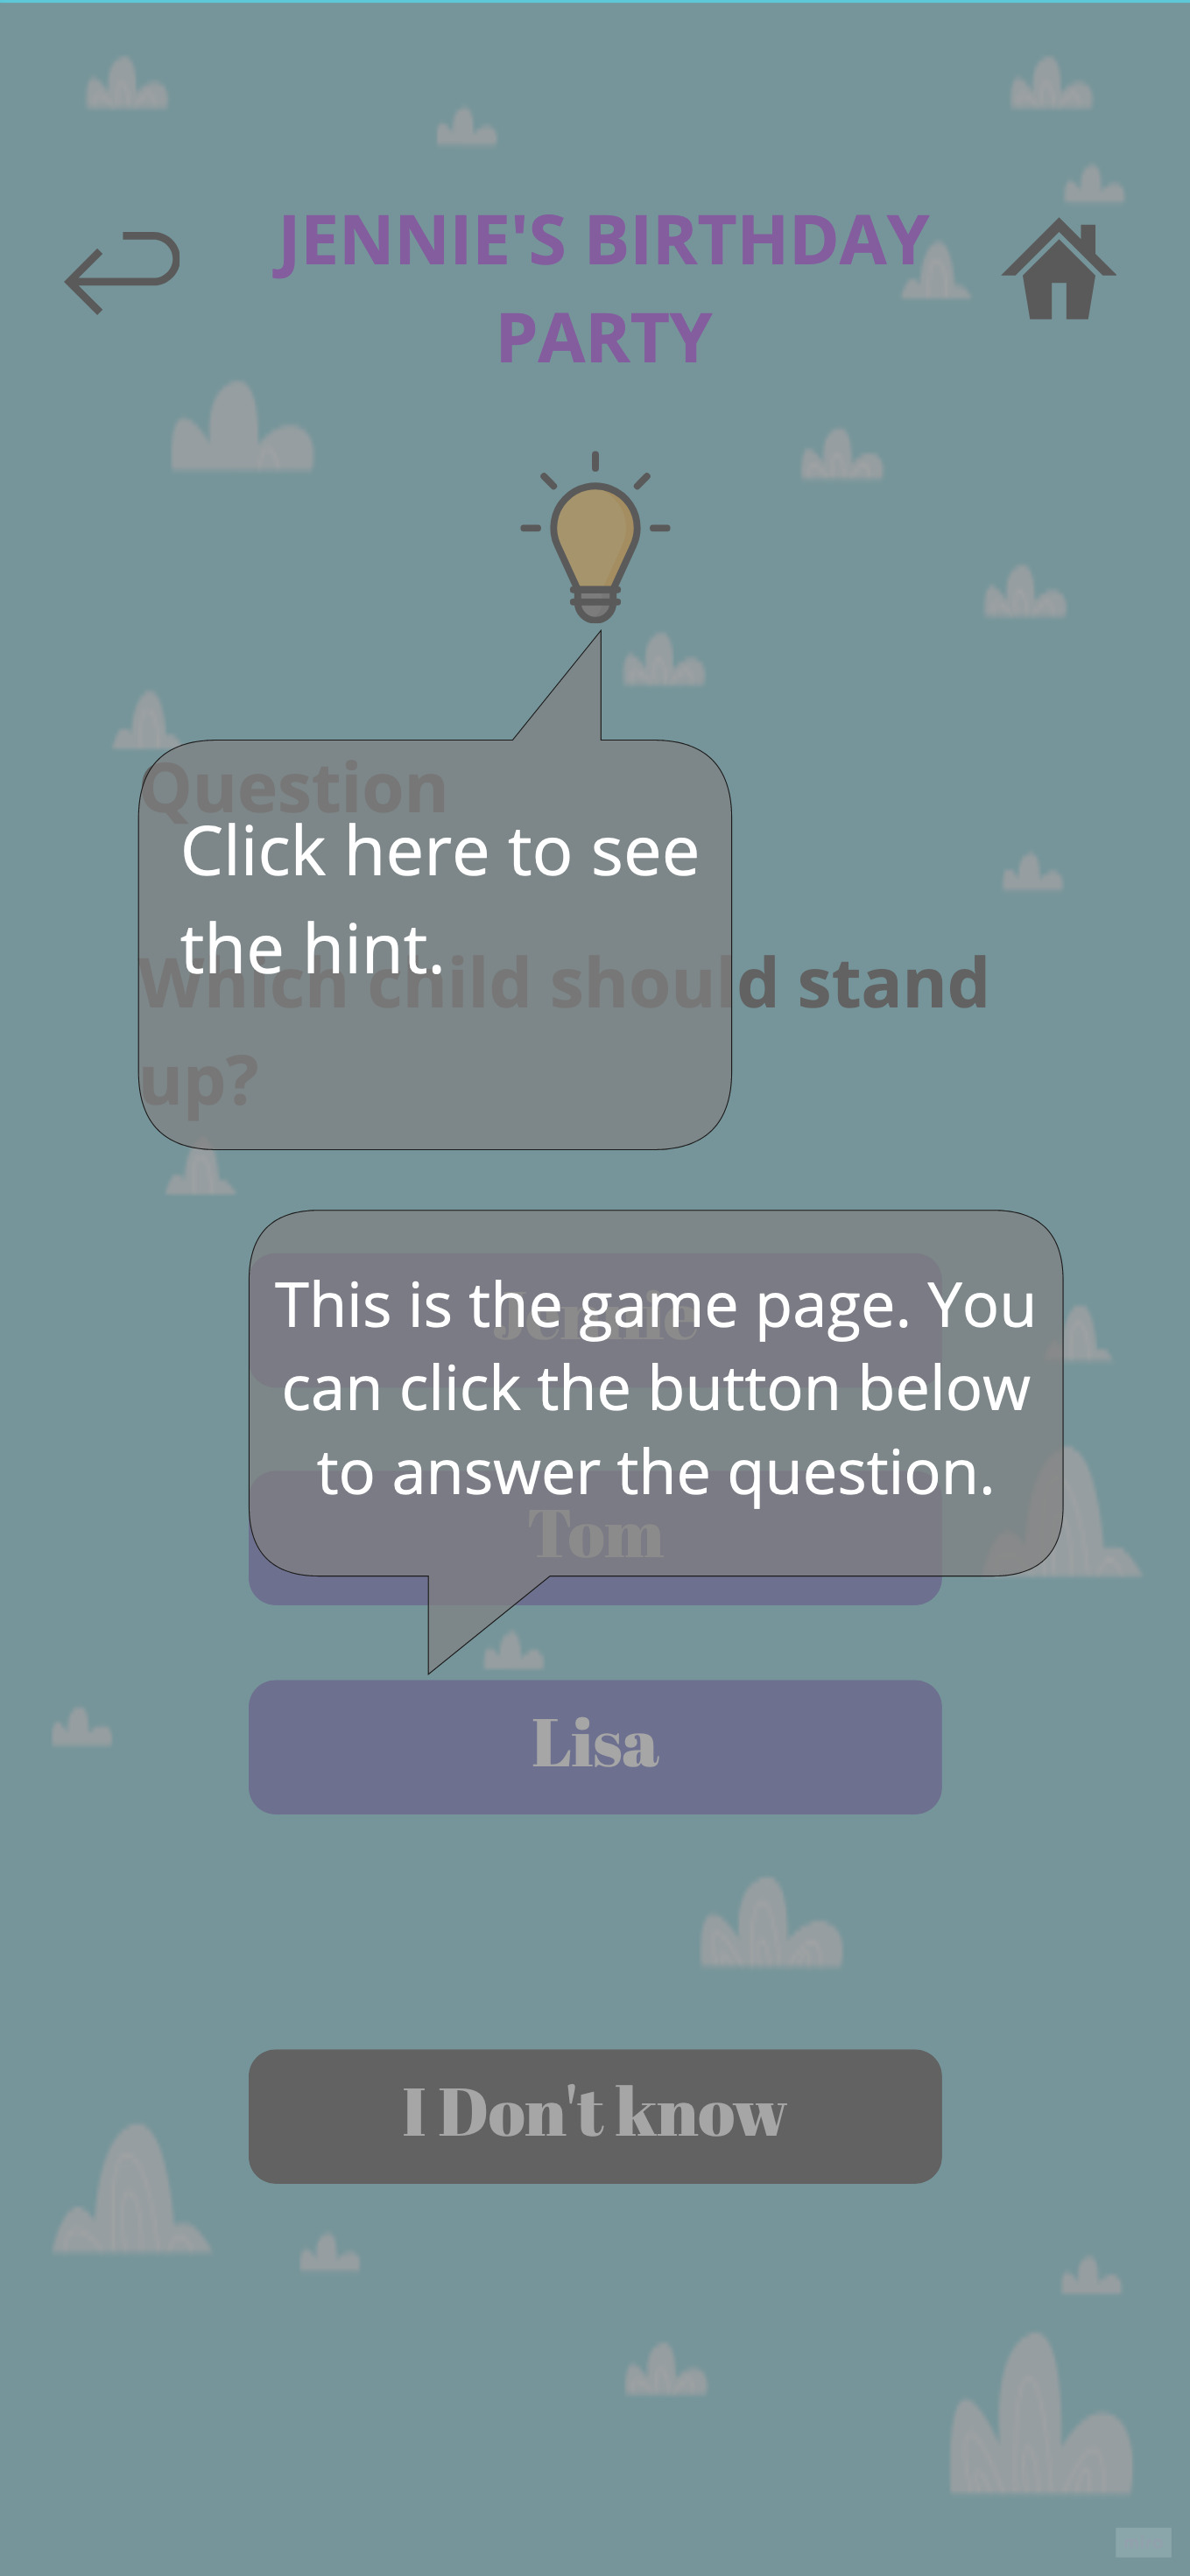 JENNIE'S BIRTHDAY
PARTY
Question
Click here to see
the hint.
Which child should stand
up?
This is the game page. You
Jennie
can click the button below
to answer the question.
Tom
Lisa
I Don't know